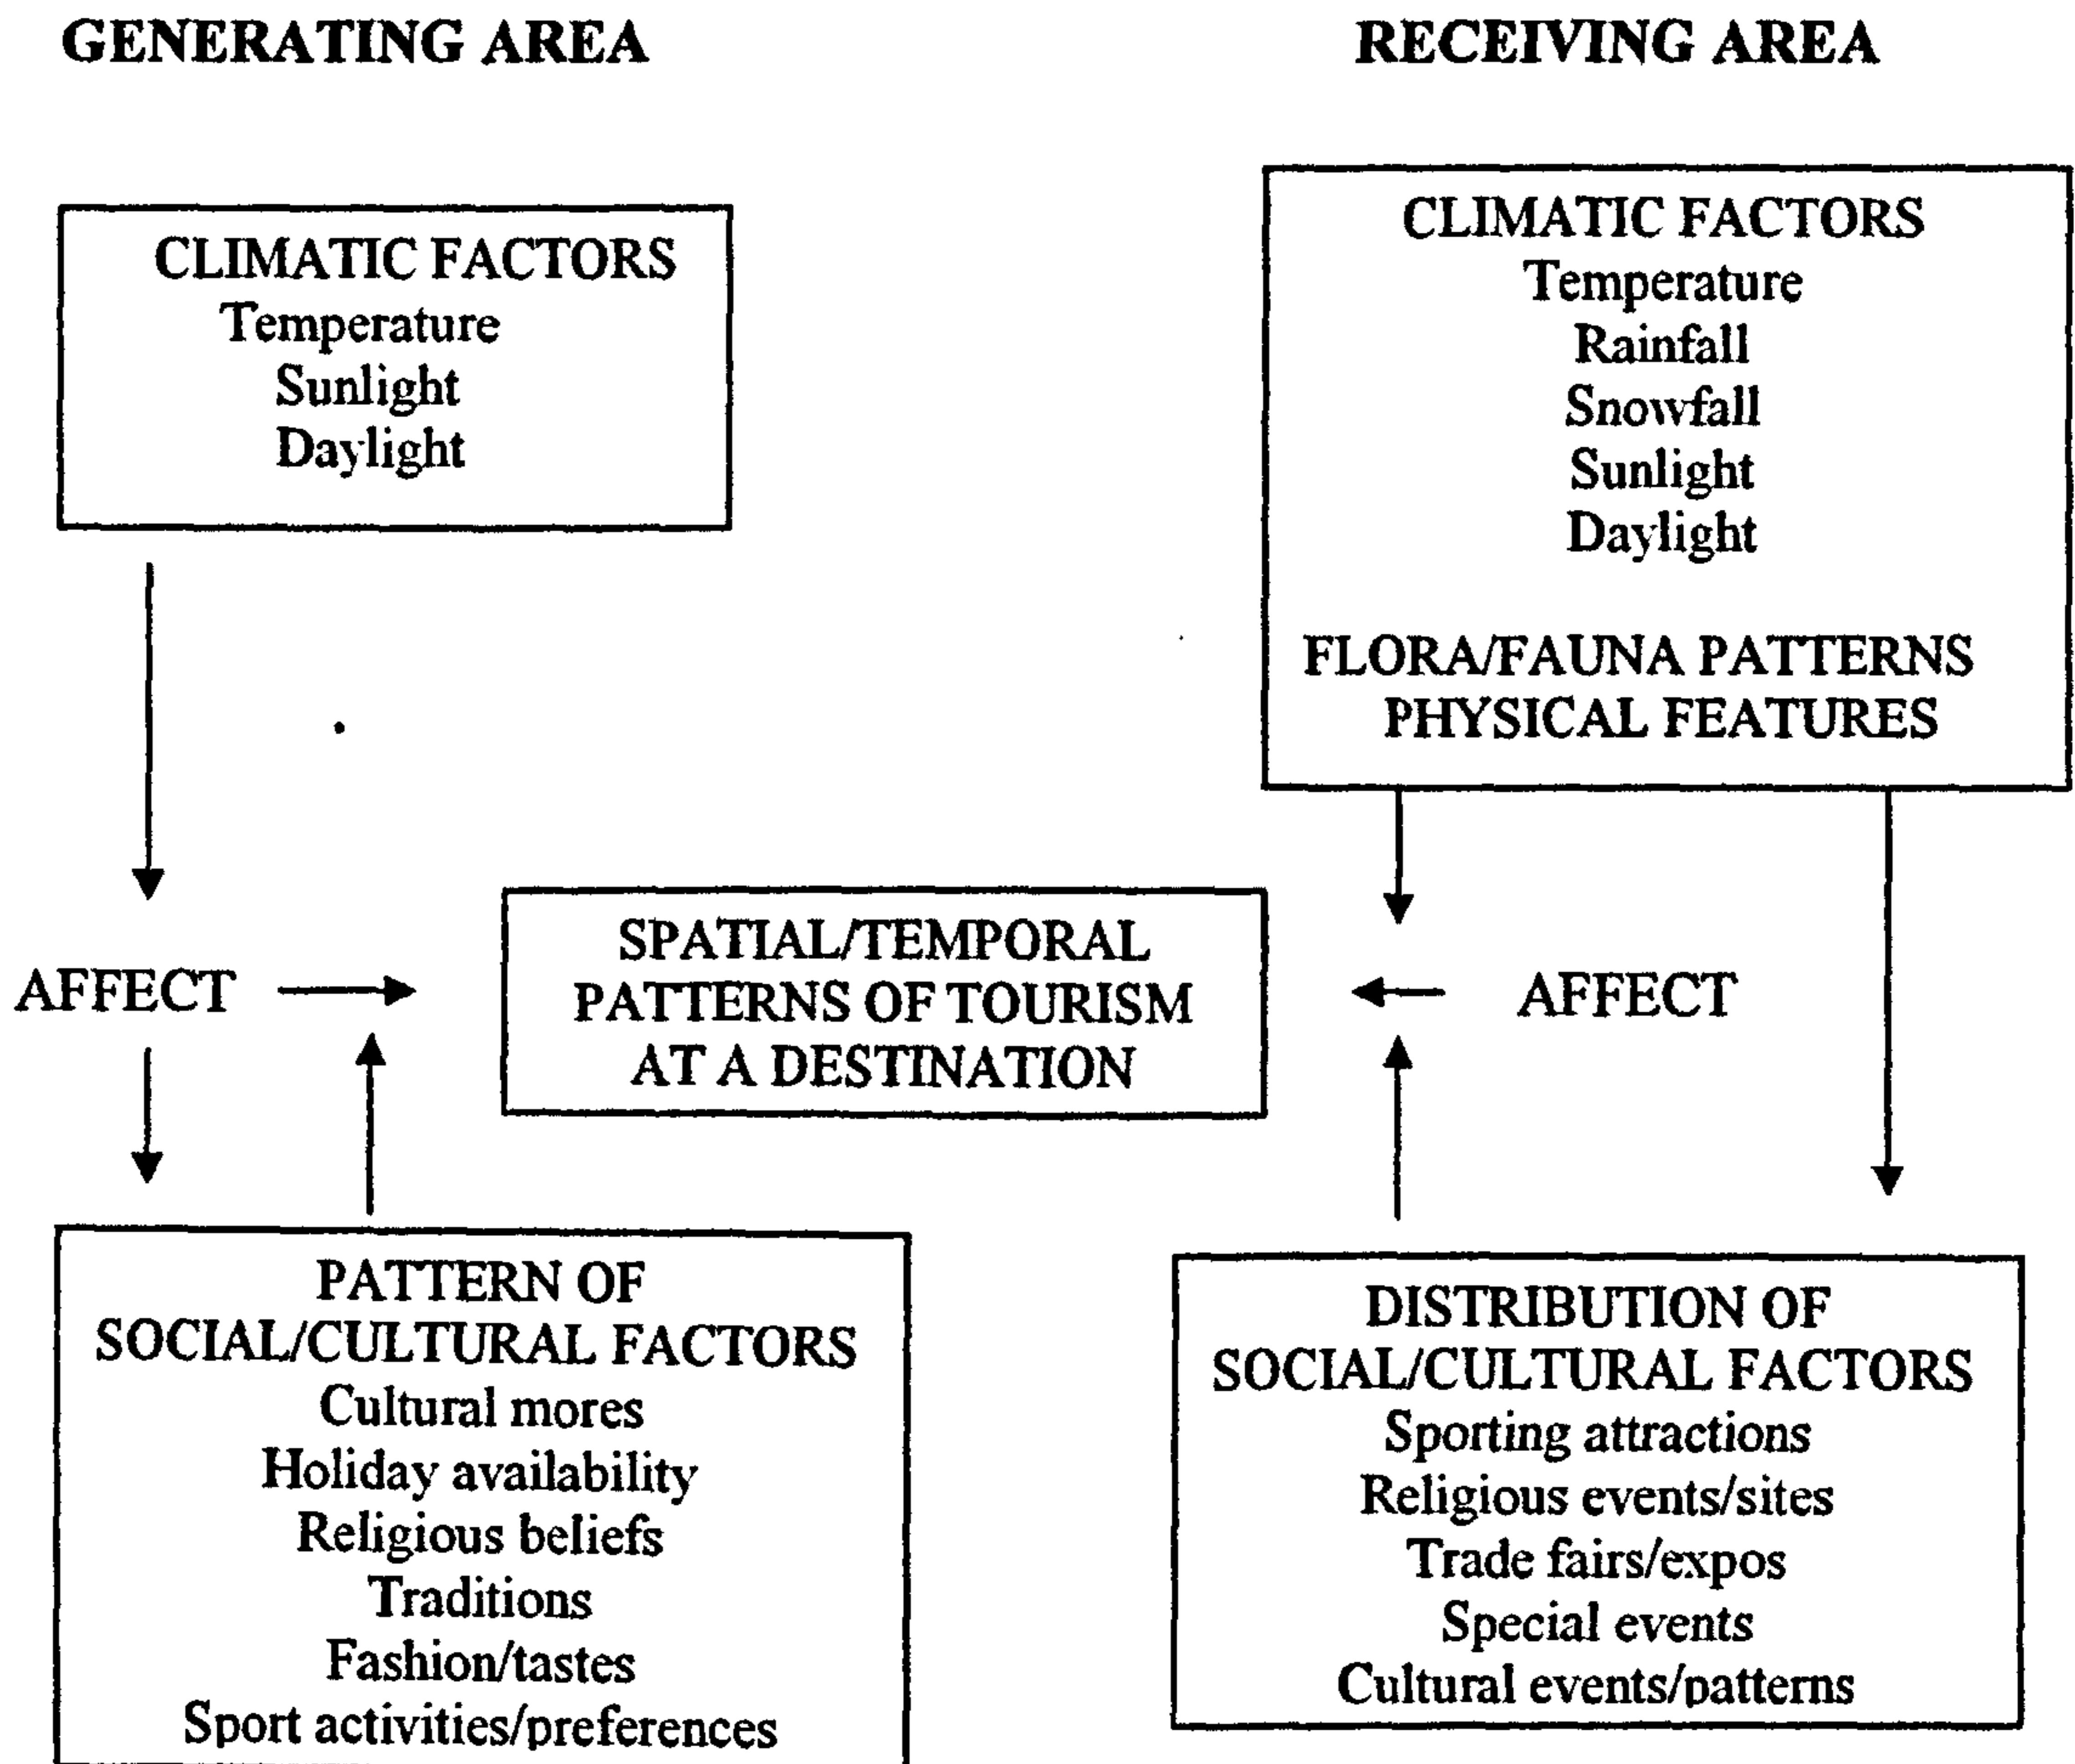 GENERATING AREA
RECEIVING AREA
CLIMATIC FACTORS
Temperature
Sunlight
Daylight
CLIMATIC FACTORS
Temperature
Rainfall
Snowfall
Sunlight
Daylight
FLORA/FAUNA PATTERNS
PHYSICAL FEATURES
AFFECT
SPATIAL/TEMPORAL
PATTERNS OF TOURISM
AT A DESTINATION
AFFECT
PATTERN OF
SOCIAL/CULTURAL FACTORS
Cultural mores
Holiday availability
Religious beliefs
Traditions
Fashion/tastes
Sport activities/preferences
DISTRIBUTION OF
SOCIAL/CULTURAL FACTORS
Sporting attractions
Religious events/sites
Trade fairs/expos
Special events
Cultural events/patterns